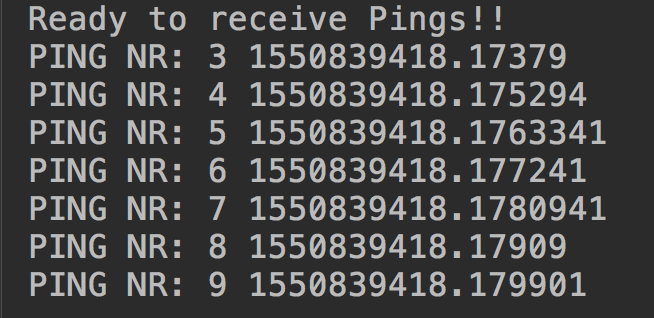 Ready to receive Pings!!
PING NR: 3 1550839418.17379
PING NR: 4 1550839418.175294
PING NR: 5 1550839418.1763341
PING NR: 6 1550839418.177241
PING NR: 7 1550839418.1780941
PING NR: 8 1550839418.17909
PING NR: 9 1550839418.179901